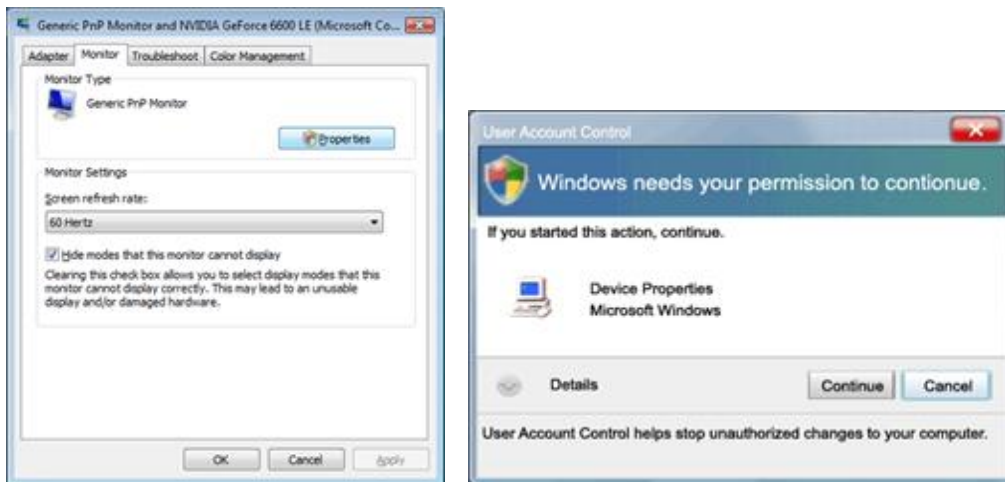 Generic PnP Monitor and NVIDIA GeForce 6600 LE (Microsoft Co...
Adapter Monitor Troubleshoot Color Management
Monitor Type
Generic PnP Monitor
Properties
Monitor Settings
Screen refresh rate:
60 Hertz
Hide modes that this monitor cannot display
Clearing this check box allows you to select display modes that this
monitor cannot display correctly. This may lead to an unusable
display and/or damaged hardware.
OK Cancel Apply
User Account Control
Windows needs your permission to contionue.
If you started this action, continue.
Device Properties
Microsoft Windows
Details Continue Cancel
User Account Control helps stop unauthorized changes to your computer.